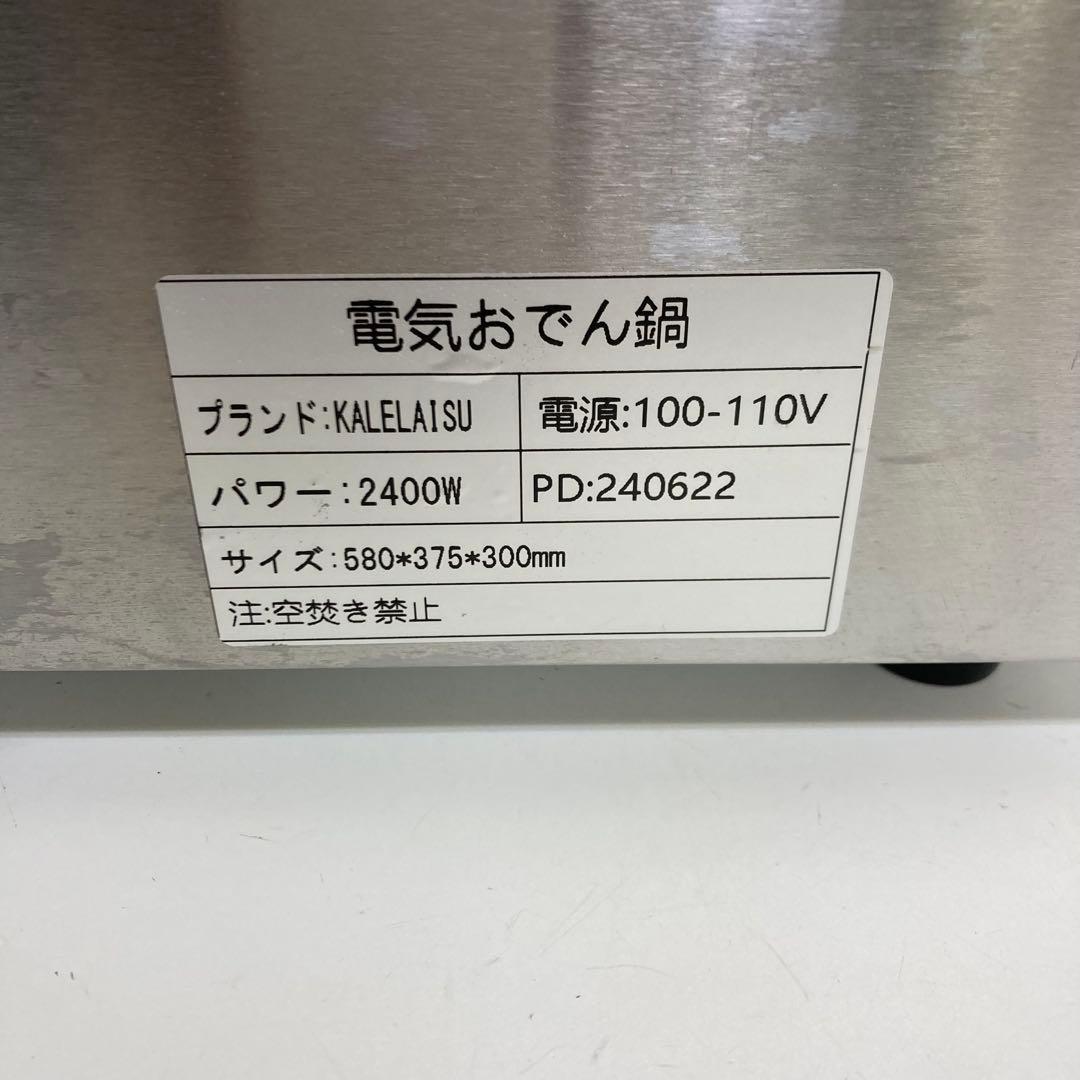 電気おでん鍋
ブランド:KALELAISU
電源:100-110V
パワー:2400W
PD:240622
サイズ:580*375*300mm
注:空焚き禁止